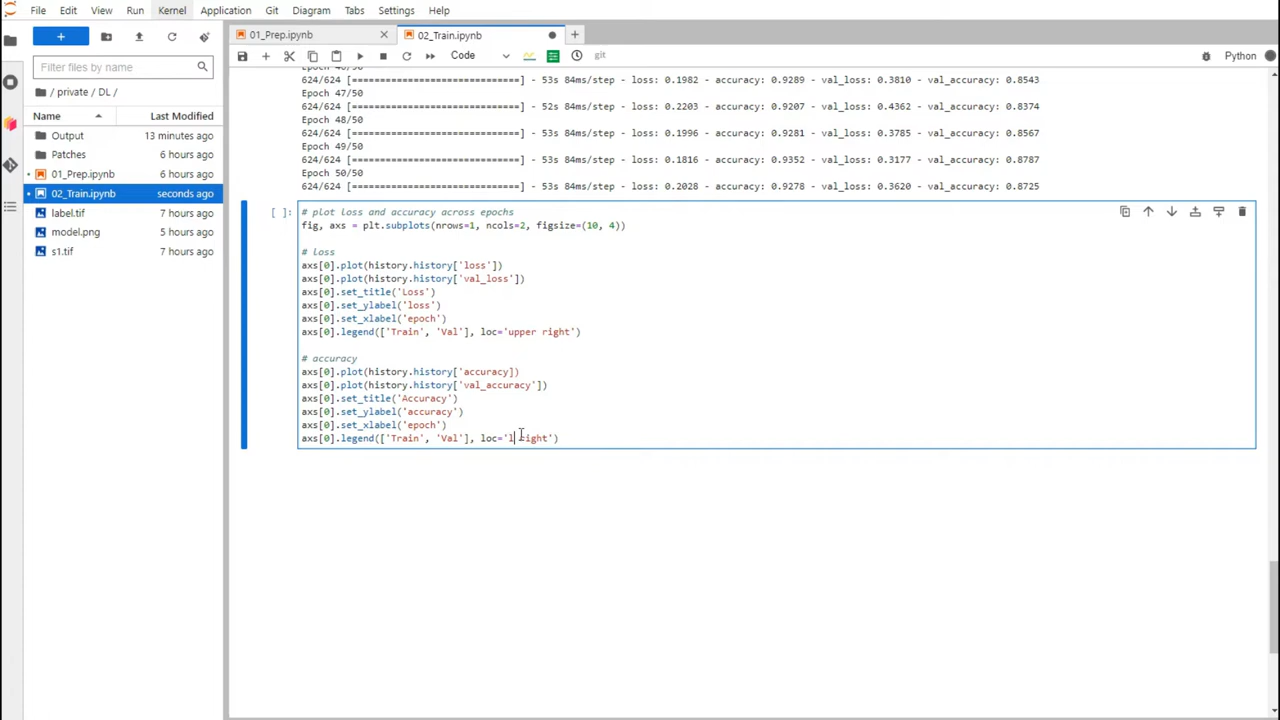 File Edit View Run Kernel Application Git Diagram Tabs Settings Help
01_Prep.ipynb
02_Train.ipynb
Code
git
Python
Filter files by name
/ private / DL /
Name Last Modified
Output 13 minutes ago
Patches 6 hours ago
01_Prep.ipynb 6 hours ago
02_Train.ipynb seconds ago
label.tif 7 hours ago
model.png 7 hours ago
s1.tif 7 hours ago
624/624 [==============================] - 53s 84ms/step - loss: 0.1982 - accuracy: 0.9289 - val_loss: 0.3810 - val_accuracy: 0.8543
Epoch 47/50
624/624 [==============================] - 52s 84ms/step - loss: 0.2203 - accuracy: 0.9207 - val_loss: 0.4362 - val_accuracy: 0.8374
Epoch 48/50
624/624 [==============================] - 53s 84ms/step - loss: 0.1996 - accuracy: 0.9281 - val_loss: 0.3785 - val_accuracy: 0.8567
Epoch 49/50
624/624 [==============================] - 53s 84ms/step - loss: 0.1816 - accuracy: 0.9352 - val_loss: 0.3177 - val_accuracy: 0.8787
Epoch 50/50
624/624 [==============================] - 53s 84ms/step - loss: 0.2028 - accuracy: 0.9278 - val_loss: 0.3620 - val_accuracy: 0.8725
[ ]: # plot loss and accuracy across epochs
fig, axs = plt.subplots(nrows=1, ncols=2, figsize=(10, 4))
# loss
axs[0].plot(history.history['loss'])
axs[0].plot(history.history['val_loss'])
axs[0].set_title('Loss')
axs[0].set_ylabel('loss')
axs[0].set_xlabel('epoch')
axs[0].legend(['Train', 'Val'], loc='upper right')
# accuracy
axs[0].plot(history.history['accuracy])
axs[0].plot(history.history['val_accuracy'])
axs[0].set_title('Accuracy')
axs[0].set_ylabel('accuracy')
axs[0].set_xlabel('epoch')
axs[0].legend(['Train', 'Val'], loc='l right')